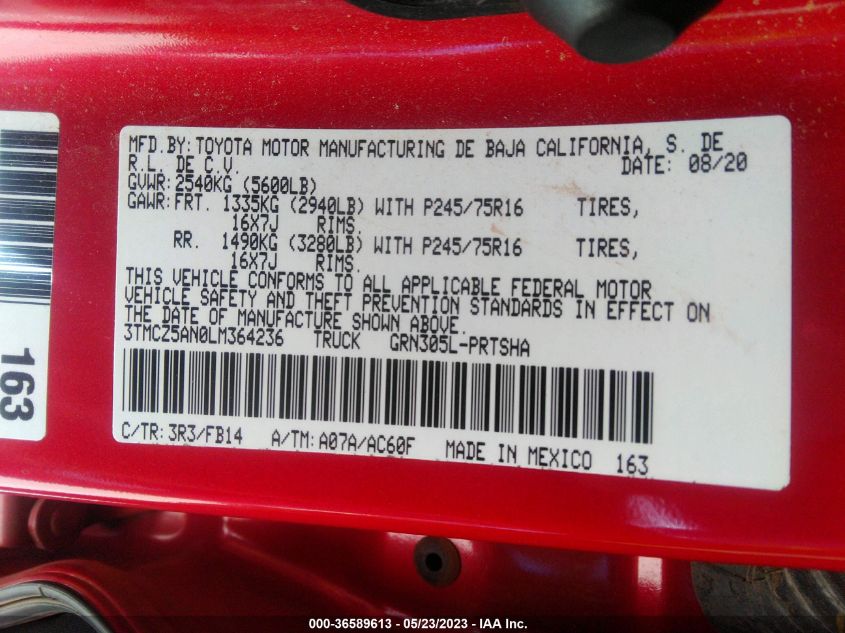 MFD.BY: TOYOTA MOTOR MANUFACTURING DE BAJA CALIFORNIA, S. DE
R.L. DE C.V. DATE: 08/20
GVWR: 2540KG (5600LB)
GAWR: FRT. 1335KG (2940LB) WITH P245/75R16 TIRES,
16X7J RIMS.
RR. 1490KG (3280LB) WITH P245/75R16 TIRES,
16X7J RIMS.
THIS VEHICLE CONFORMS TO ALL APPLICABLE FEDERAL MOTOR
VEHICLE SAFETY AND THEFT PREVENTION STANDARDS IN EFFECT ON
THE DATE OF MANUFACTURE SHOWN ABOVE.
3TMCZ5AN0LM364236 TRUCK GRN305L-PRTSHA
C/TR: 3R3/FB14 A/TM: A07A/AC60F MADE IN MEXICO 163
163
000-36589613 - 05/23/2023 - IAA Inc.